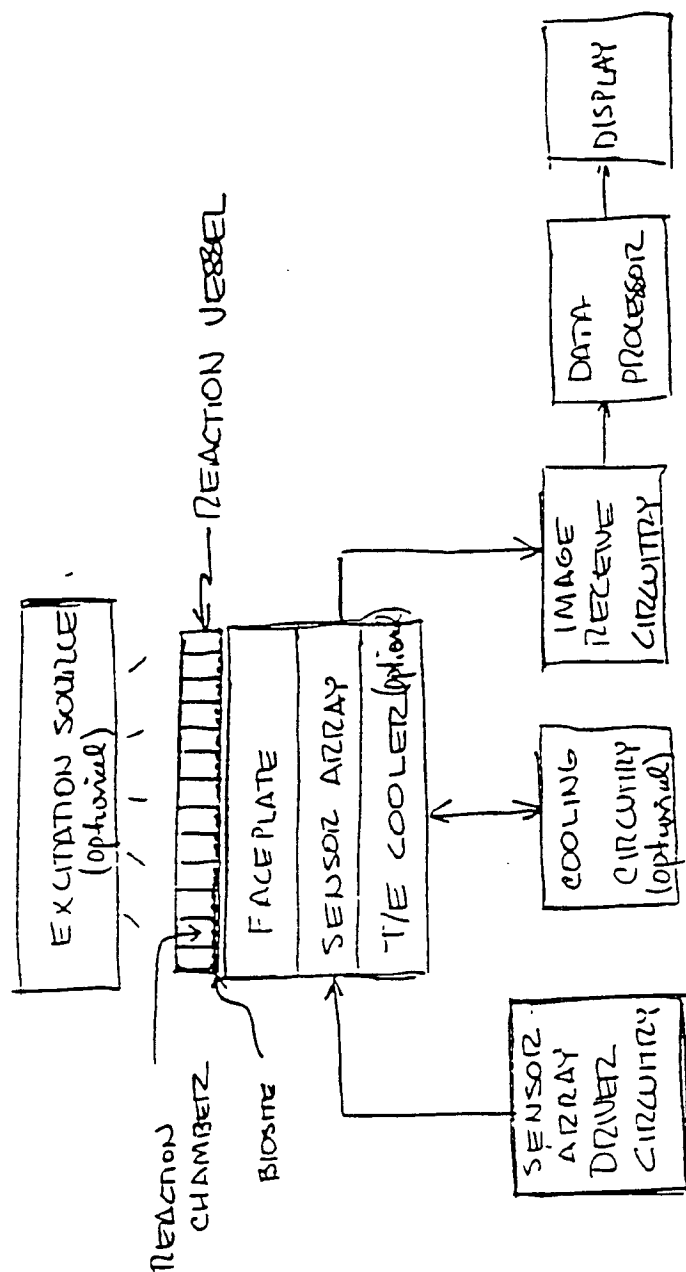 EXCITATION SOURCE
(optional)
REACTION VESSEL
REACTION
CHAMBER
BIOSITE
FACEPLATE
SENSOR ARRAY
T/E COOLER (optional)
SENSOR
ARRAY
DRIVER
CIRCUITRY
COOLING
CIRCUITRY
(optional)
IMAGE
RECEIVE
CIRCUITRY
DATA
PROCESSOR
DISPLAY